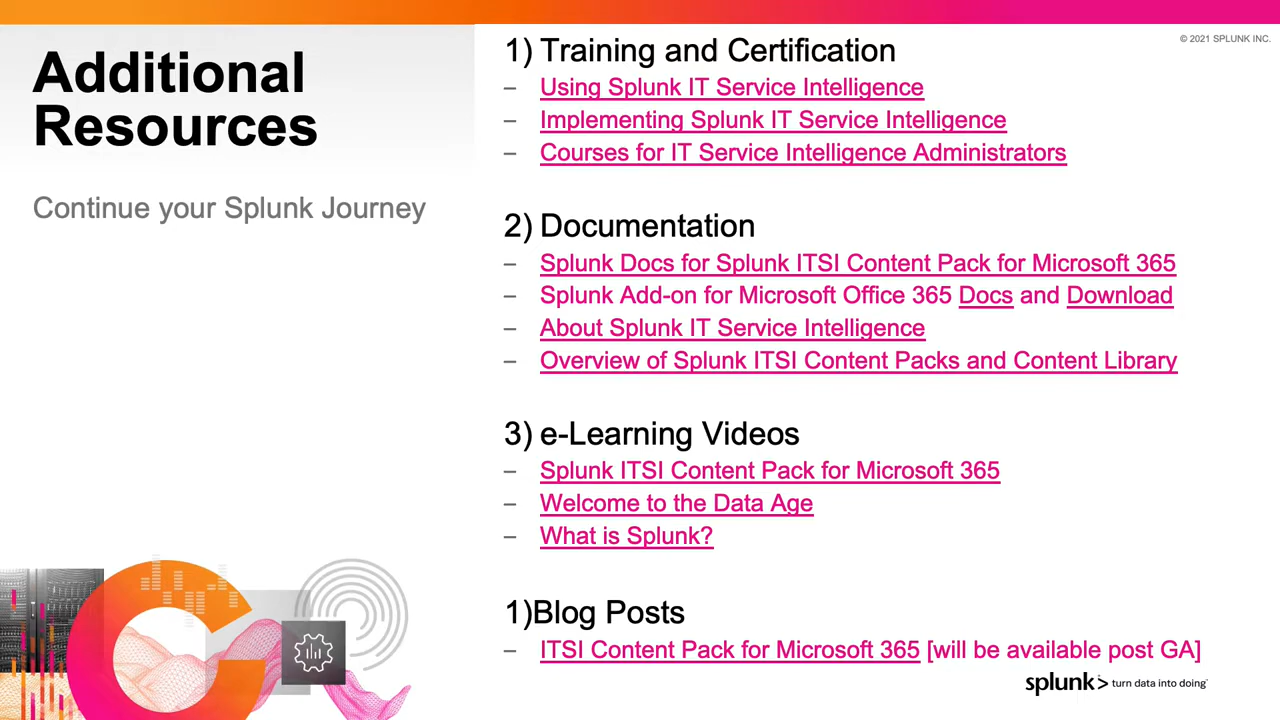 © 2021 SPLUNK INC.
Additional
Resources
Continue your Splunk Journey
1) Training and Certification
– Using Splunk IT Service Intelligence
– Implementing Splunk IT Service Intelligence
– Courses for IT Service Intelligence Administrators
2) Documentation
– Splunk Docs for Splunk ITSI Content Pack for Microsoft 365
– Splunk Add-on for Microsoft Office 365 Docs and Download
– About Splunk IT Service Intelligence
– Overview of Splunk ITSI Content Packs and Content Library
3) e-Learning Videos
– Splunk ITSI Content Pack for Microsoft 365
– Welcome to the Data Age
– What is Splunk?
1)Blog Posts
– ITSI Content Pack for Microsoft 365 [will be available post GA]
splunk> turn data into doing™